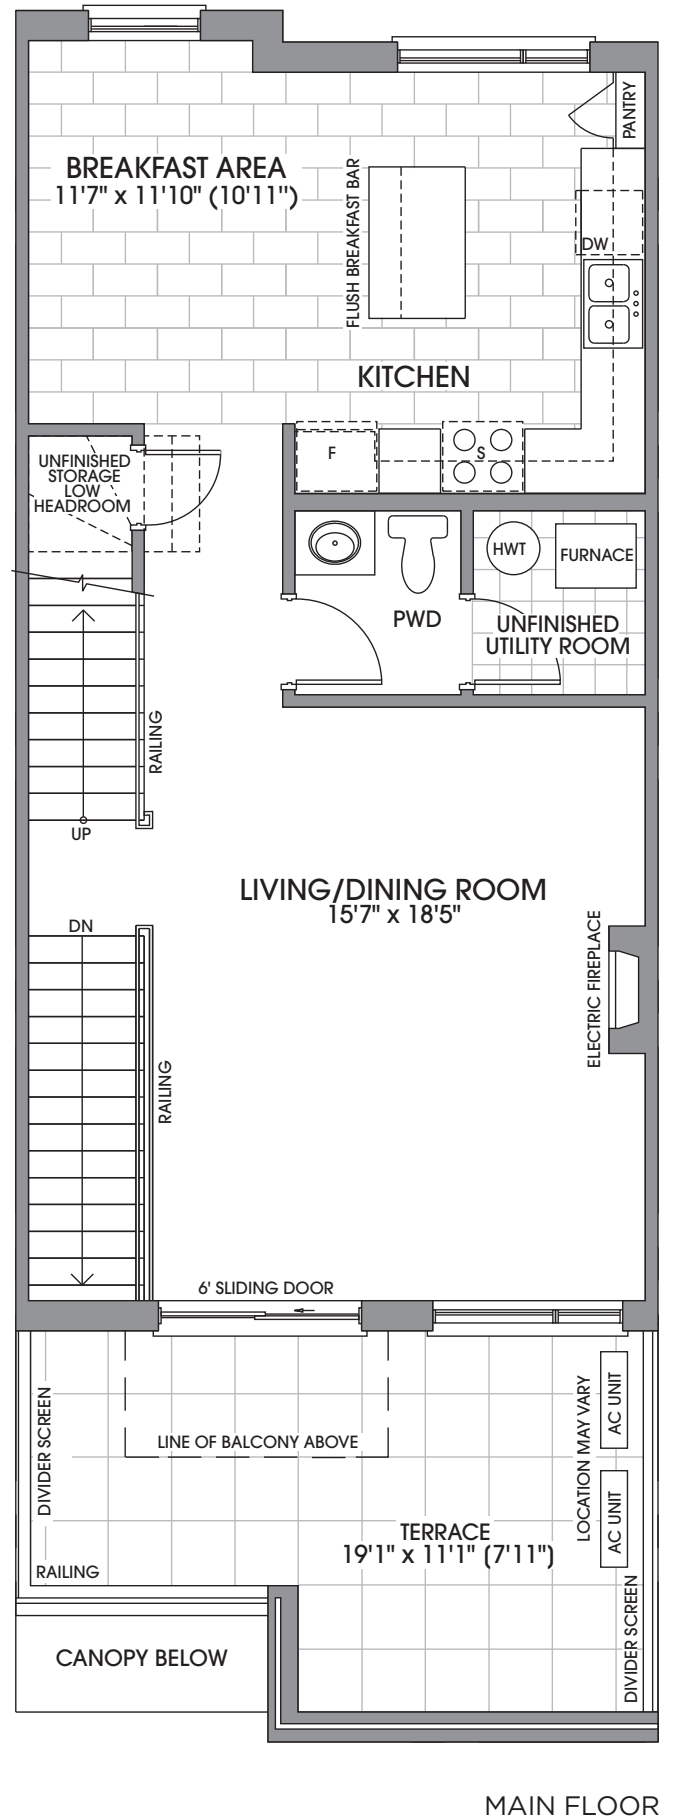 PANTRY
BREAKFAST AREA
11'7" x 11'10" (10'11")
FLUSH BREAKFAST BAR
DW
KITCHEN
F
S
UNFINISHED
STORAGE
LOW
HEADROOM
HWT
FURNACE
PWD
UNFINISHED
UTILITY ROOM
RAILING
UP
LIVING/DINING ROOM
15'7" x 18'5"
DN
ELECTRIC FIREPLACE
RAILING
6' SLIDING DOOR
DIVIDER SCREEN
LINE OF BALCONY ABOVE
LOCATION MAY VARY
AC UNIT
AC UNIT
TERRACE
19'1" x 11'1" (7'11")
RAILING
DIVIDER SCREEN
CANOPY BELOW
MAIN FLOOR